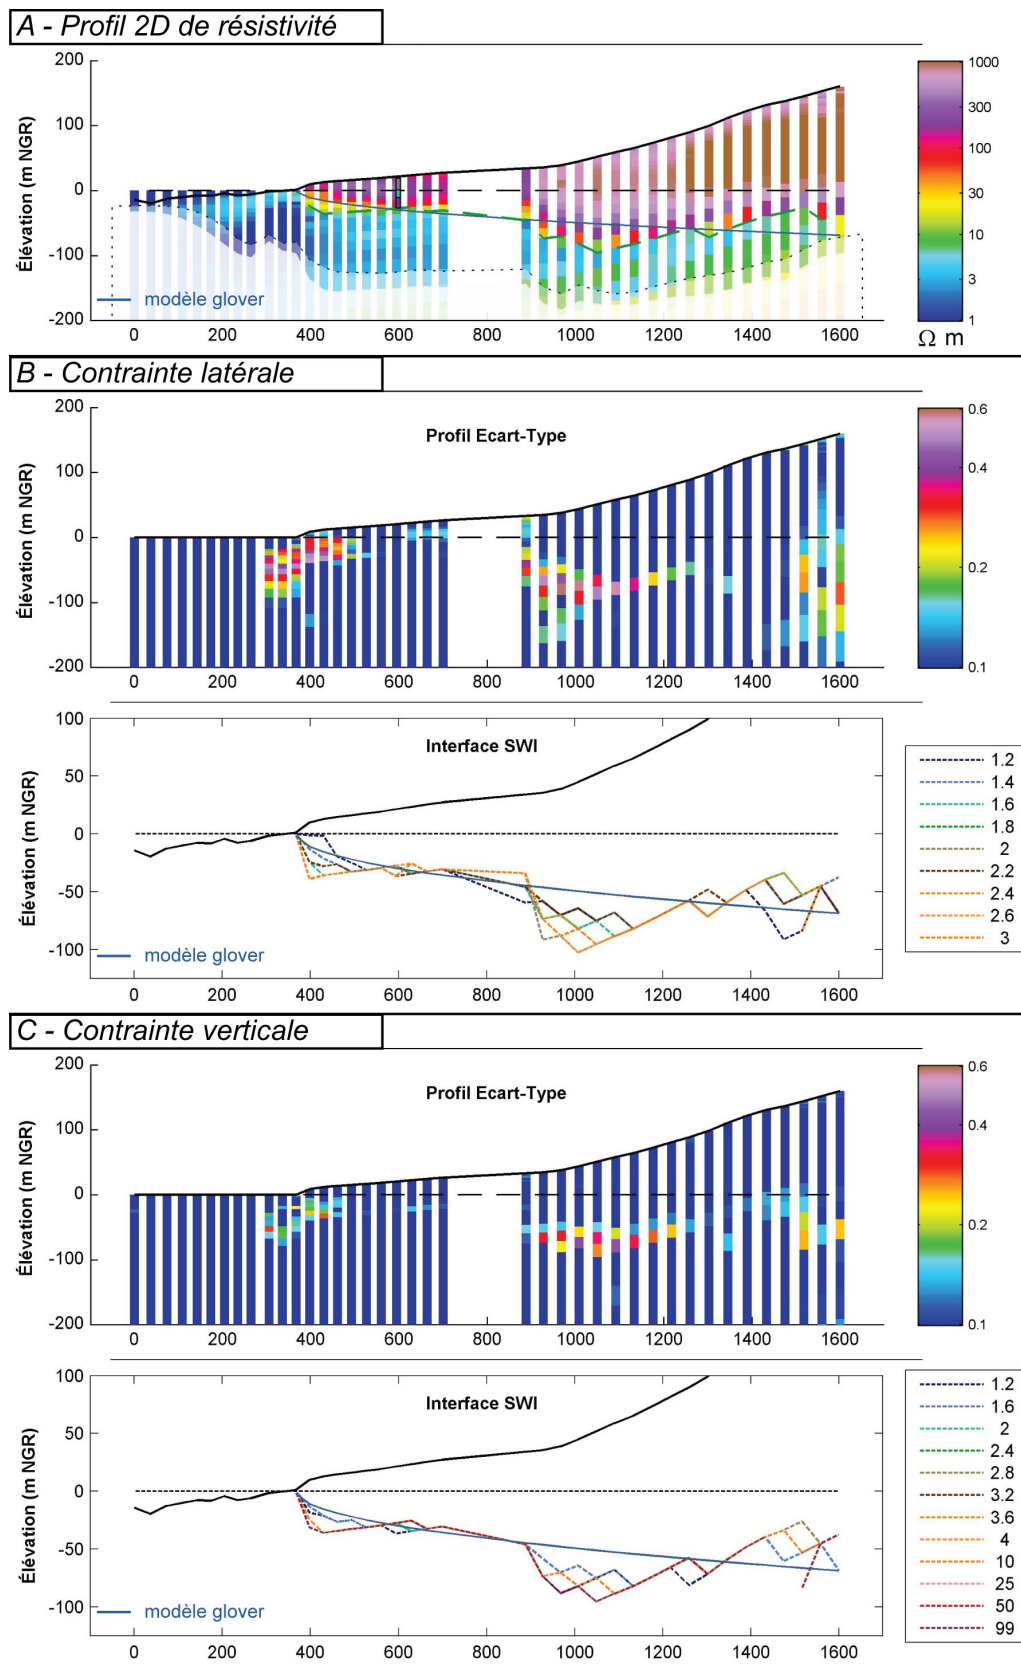 A - Profil 2D de résistivité
Élévation (m NGR)
200
100
0
-100
-200
modèle glover
0 200 400 600 800 1000 1200 1400 1600
1000
300
100
30
10
3
1
Ω m
B - Contrainte latérale
Élévation (m NGR)
200
100
0
-100
-200
Profil Ecart-Type
0 200 400 600 800 1000 1200 1400 1600
0.6
0.4
0.2
0.1
Élévation (m NGR)
100
50
0
-50
-100
Interface SWI
modèle glover
0 200 400 600 800 1000 1200 1400 1600
1.2
1.4
1.6
1.8
2
2.2
2.4
2.6
3
C - Contrainte verticale
Élévation (m NGR)
200
100
0
-100
-200
Profil Ecart-Type
0 200 400 600 800 1000 1200 1400 1600
0.6
0.4
0.2
0.1
Élévation (m NGR)
100
50
0
-50
-100
Interface SWI
modèle glover
0 200 400 600 800 1000 1200 1400 1600
1.2
1.6
2
2.4
2.8
3.2
3.6
4
10
25
50
99